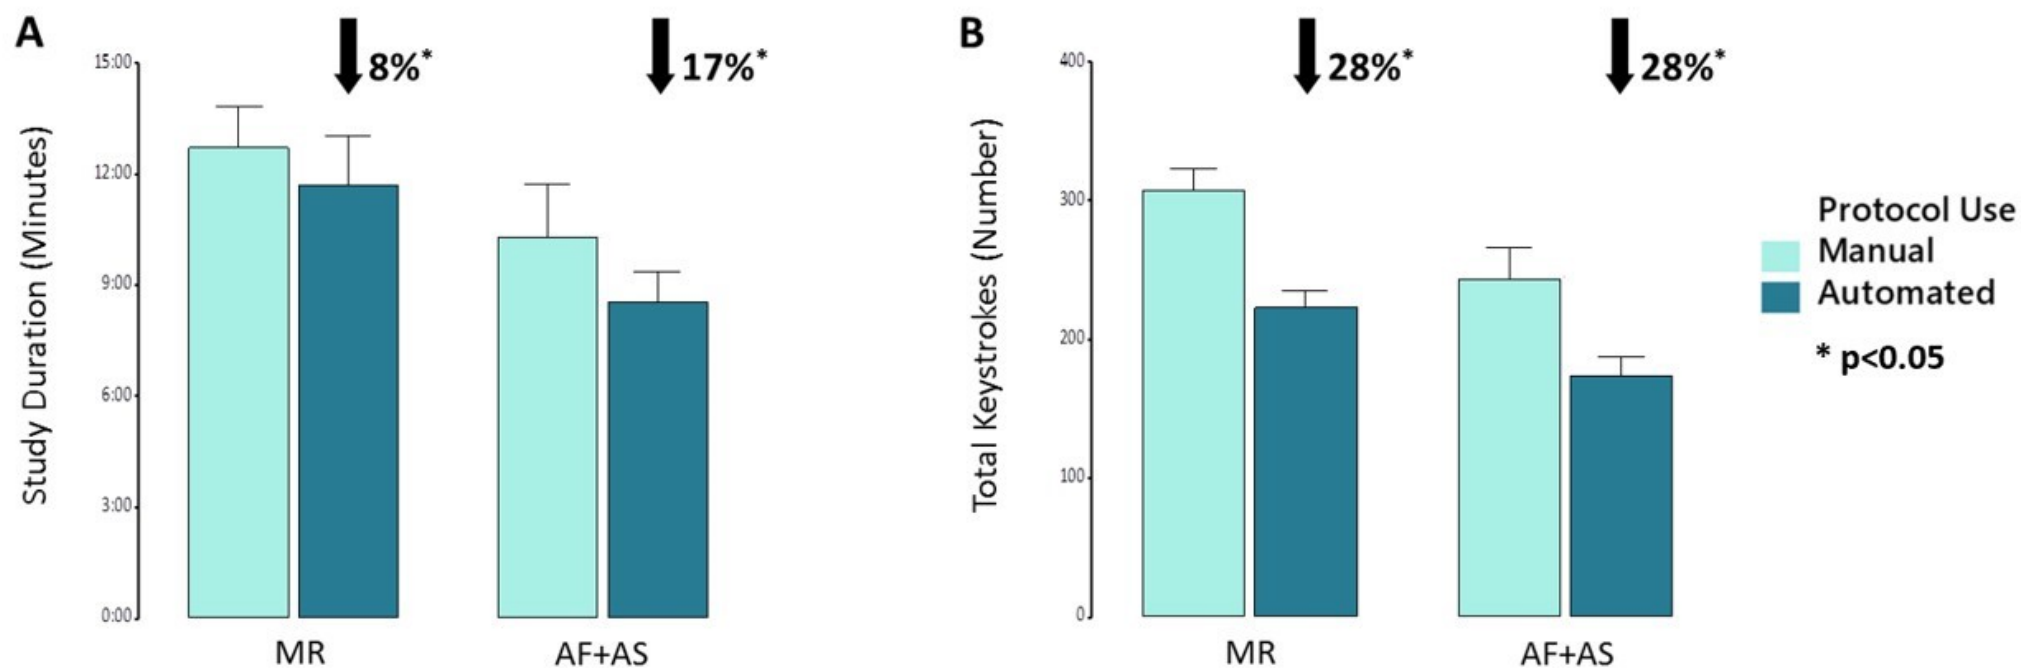 A
8%*
17%*
15:00
12:00
9:00
6:00
3:00
0:00
Study Duration (Minutes)
MR
AF+AS
B
28%*
28%*
400
300
200
100
0
Total Keystrokes (Number)
MR
AF+AS
Protocol Use
Manual
Automated
* p<0.05